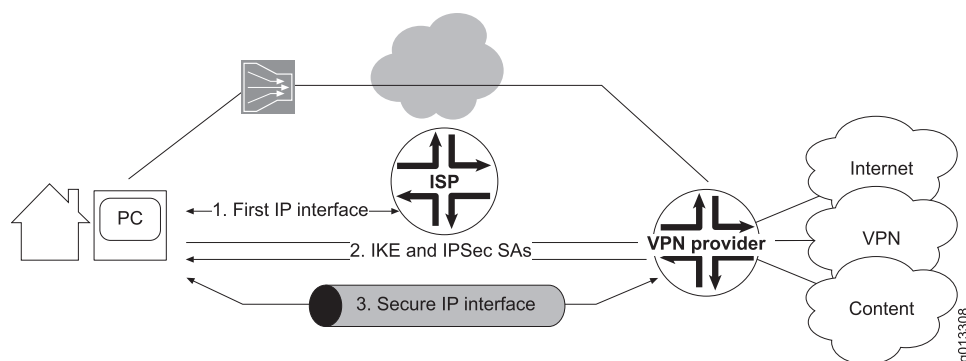 ISP
Internet
PC
1. First IP interface
VPN provider
VPN
2. IKE and IPSec SAs
3. Secure IP interface
Content
g013308